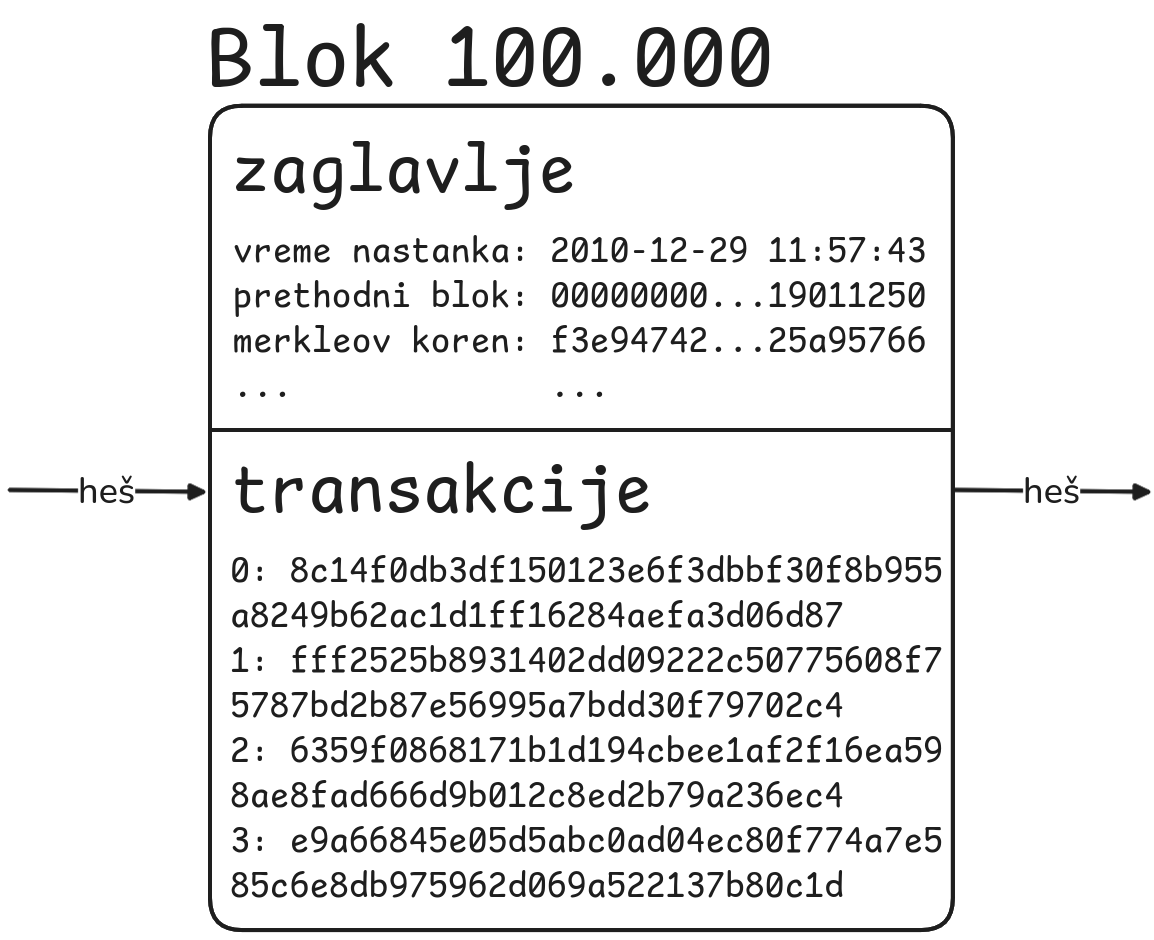 Blok 100.000
zaglavlje
vreme nastanka: 2010-12-29 11:57:43
prethodni blok: 00000000...19011250
merkleov koren: f3e94742...25a95766
... ...
heš
transakcije
heš
0: 8c14f0db3df150123e6f3dbbf30f8b955
a8249b62ac1d1ff16284aefa3d06d87
1: fff2525b8931402dd09222c50775608f7
5787bd2b87e56995a7bdd30f79702c4
2: 6359f0868171b1d194cbee1af2f16ea59
8ae8fad666d9b012c8ed2b79a236ec4
3: e9a66845e05d5abc0ad04ec80f774a7e5
85c6e8db975962d069a522137b80c1d